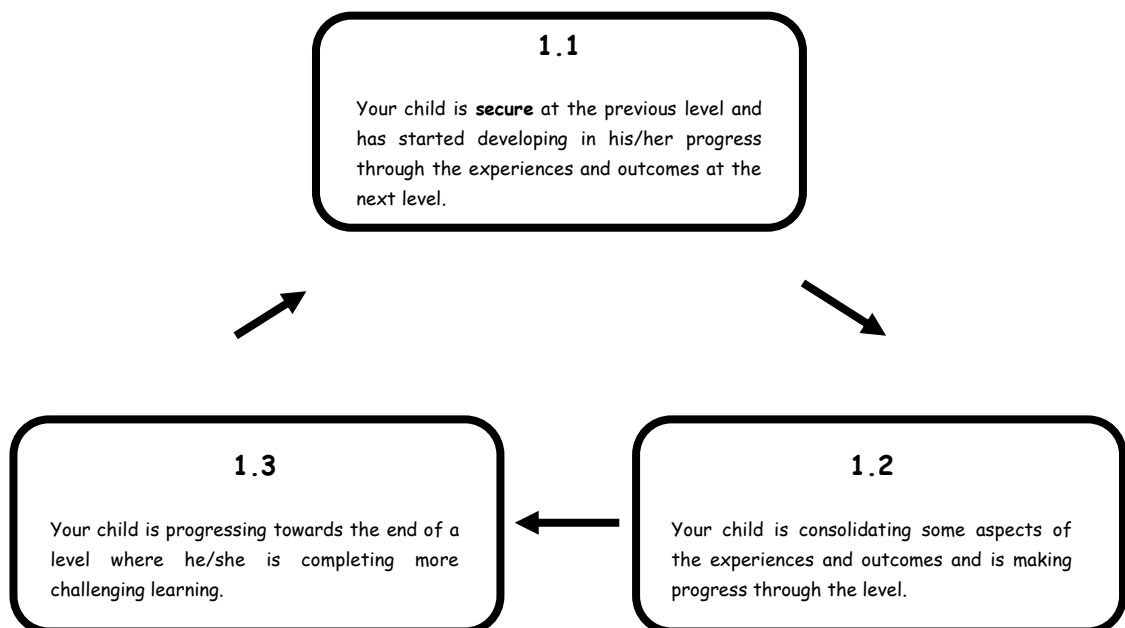 1.1
Your child is secure at the previous level and
has started developing in his/her progress
through the experiences and outcomes at the
next level.
1.3
Your child is progressing towards the end of a
level where he/she is completing more
challenging learning.
1.2
Your child is consolidating some aspects of
the experiences and outcomes and is making
progress through the level.